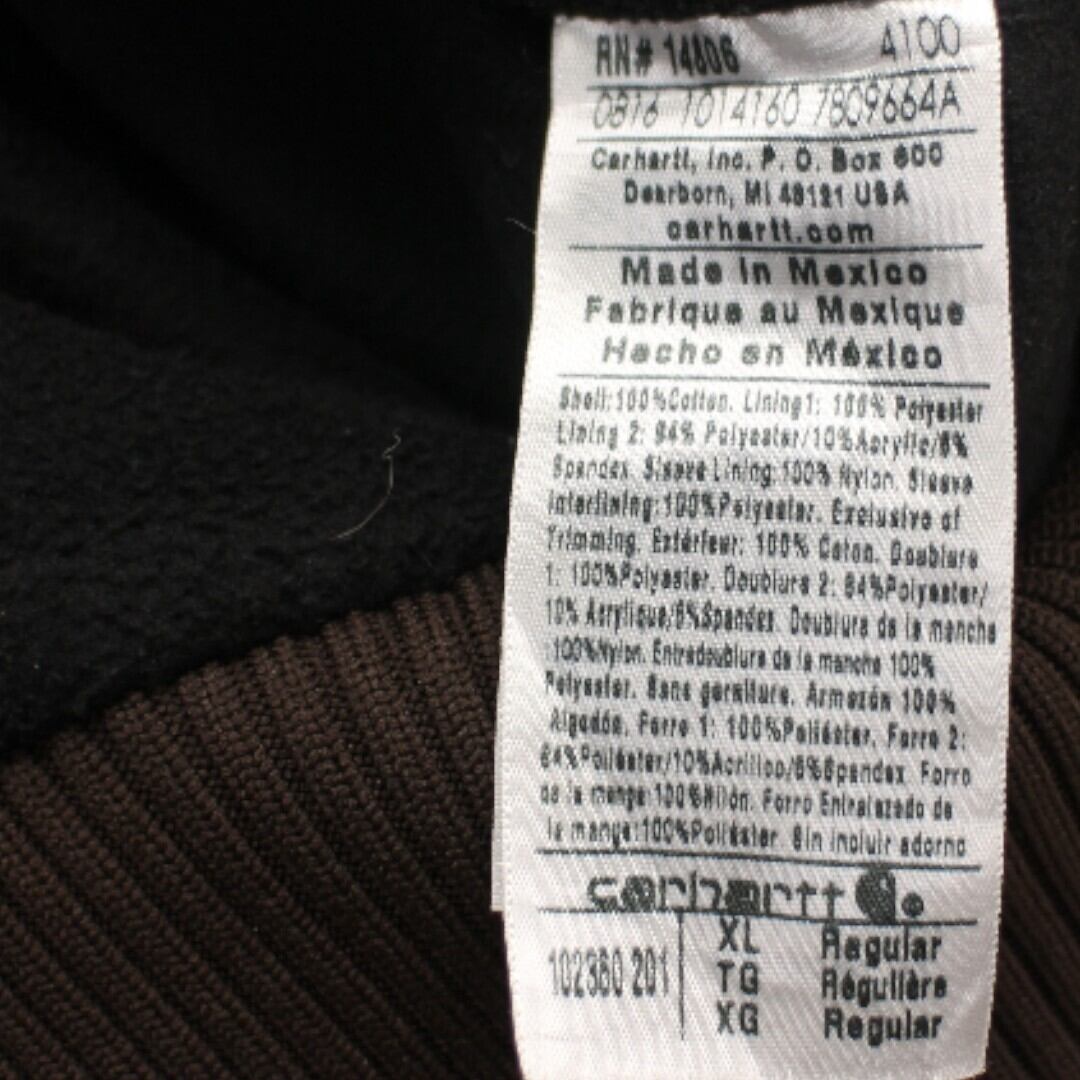 RN# 14806 4100
0816 1014160 7809664A
Carhartt, Inc. P. O. Box 600
Dearborn, MI 48121 USA
carhartt.com
Made in Mexico
Fabrique au Mexique
Hecho en México
Shell:100%Cotton. Lining1: 100% Polyester
Lining 2: 84% Polyester/10%Acrylic/6%
Spandex. Sleeve Lining:100% Nylon. Sleeve
Interlining:100%Polyester. Exclusive of
Trimming. Extérieur: 100% Coton. Doublure
1: 100%Polyester. Doublure 2: 84%Polyester/
10% Acrylique/6%Spandex. Doublure de la manche
100%Nylon. Entredoublure de la manche 100%
Polyester. Sans garniture. Armazón 100%
Algodón. Forro 1: 100%Poliéster. Forro 2:
84%Poliéster/10%Acrílico/6%Spandex. Forro
de la manga:100%Nilón. Forro Entrelazado de
la manga:100%Poliéster. Sin incluir adorno
carhartt
102360 201
XL Regular
TG Régulière
XG Regular